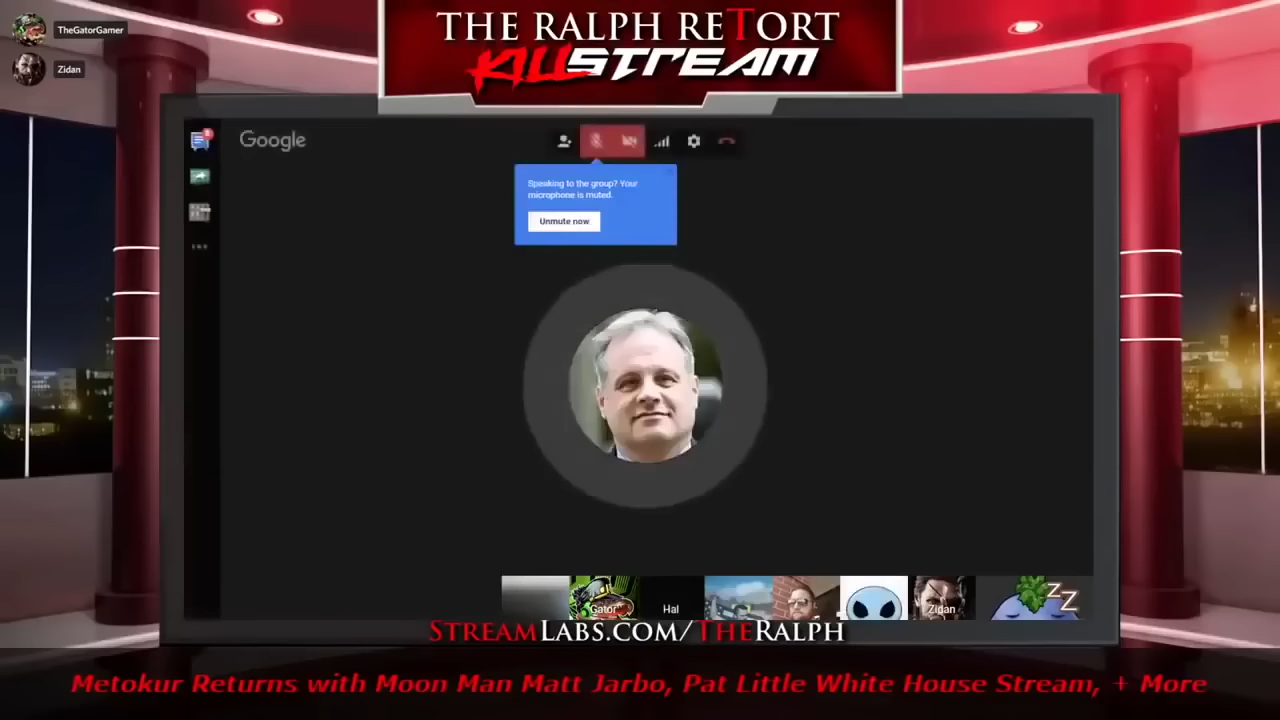 THE RALPH RETORT
KILLSTREAM
TheGatorGamer
Zidan
8
Google
Speaking to the group? Your
microphone is muted.
Unmute now
Gator
Hal
Zidan
Z Z
STREAMLABS.COM/THERALPH
Metokur Returns with Moon Man Matt Jarbo, Pat Little White House Stream, + More